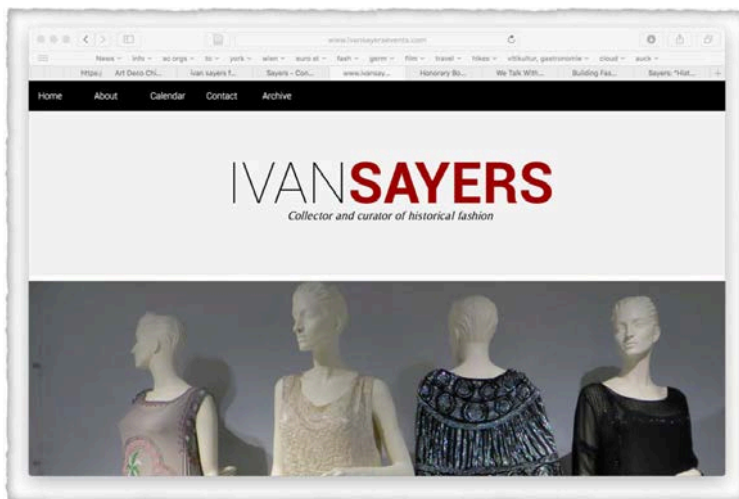 www.ivansayersevents.com
News info ac orgs to york wien euro st fash germ film travel hikes vitikultur, gastronomie cloud auck
Art Deco Chi... ivan sayers f... Sayers – Con... www.ivansay... Honorary Bo... We Talk With... Building Fas... Sayers: "Hist...
Home About Calendar Contact Archive
IVANSAYERS
Collector and curator of historical fashion